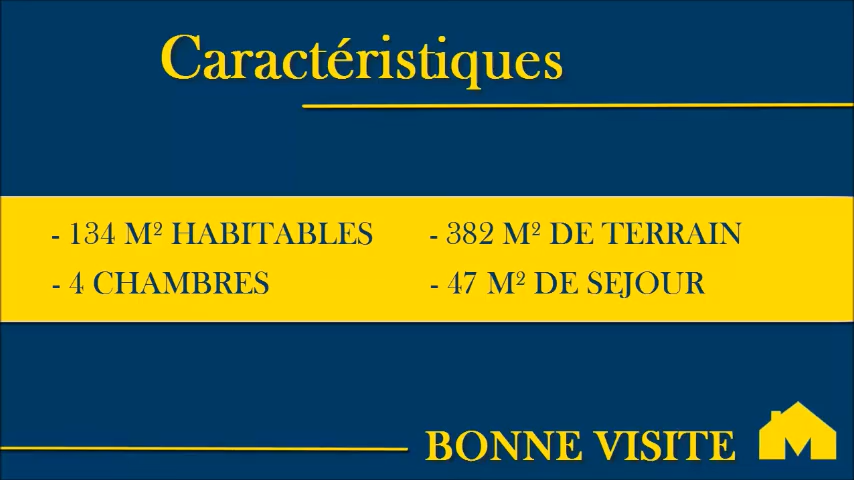 Caractéristiques
- 134 M² HABITABLES
- 4 CHAMBRES
- 382 M² DE TERRAIN
- 47 M² DE SEJOUR
BONNE VISITE
M